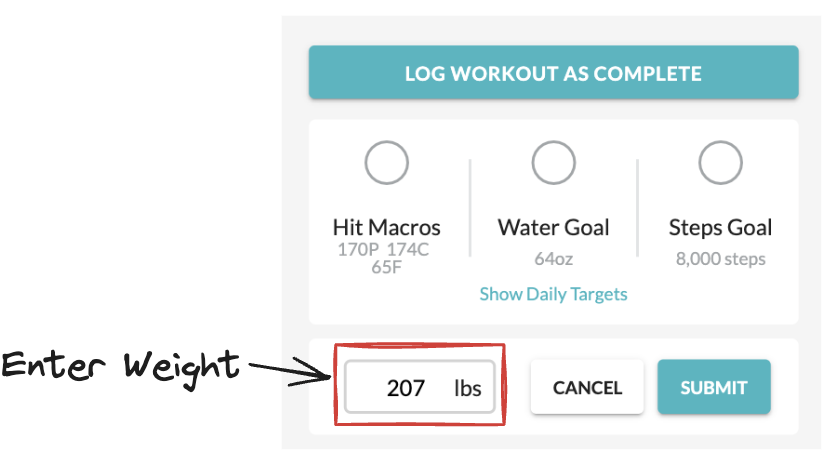 LOG WORKOUT AS COMPLETE
Hit Macros
170P 174C
65F
Water Goal
64oz
Steps Goal
8,000 steps
Show Daily Targets
Enter Weight
207 lbs
CANCEL
SUBMIT